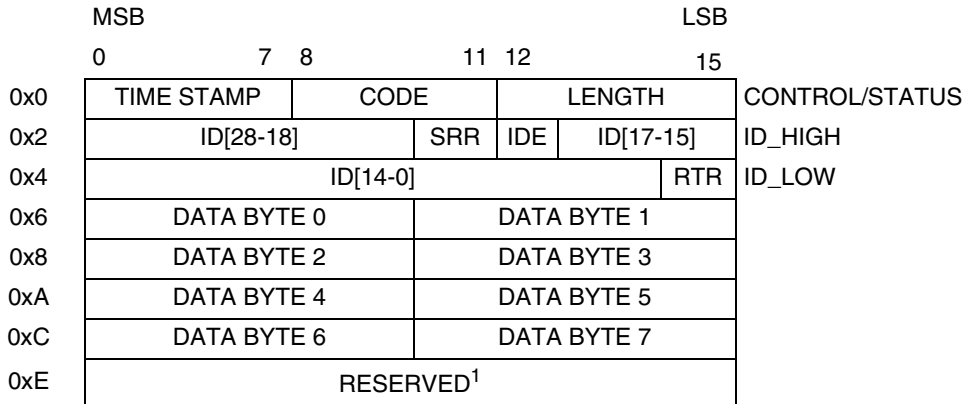 MSB LSB
0 7 8 11 12 15
0x0 TIME STAMP CODE LENGTH CONTROL/STATUS
0x2 ID[28-18] SRR IDE ID[17-15] ID_HIGH
0x4 ID[14-0] RTR ID_LOW
0x6 DATA BYTE 0 DATA BYTE 1
0x8 DATA BYTE 2 DATA BYTE 3
0xA DATA BYTE 4 DATA BYTE 5
0xC DATA BYTE 6 DATA BYTE 7
0xE RESERVED1